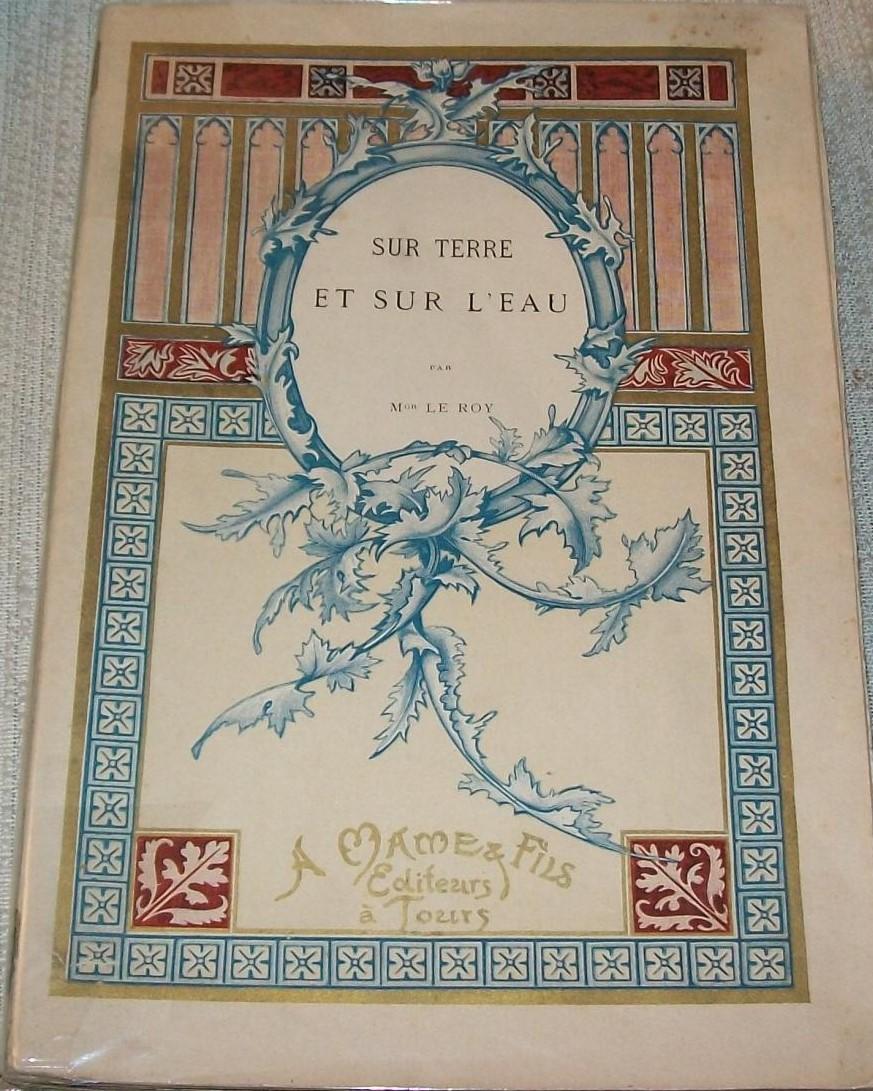 SUR TERRE
ET SUR L'EAU
PAR
Mgr LE ROY
A MAME & Fils
Editeurs
à Tours